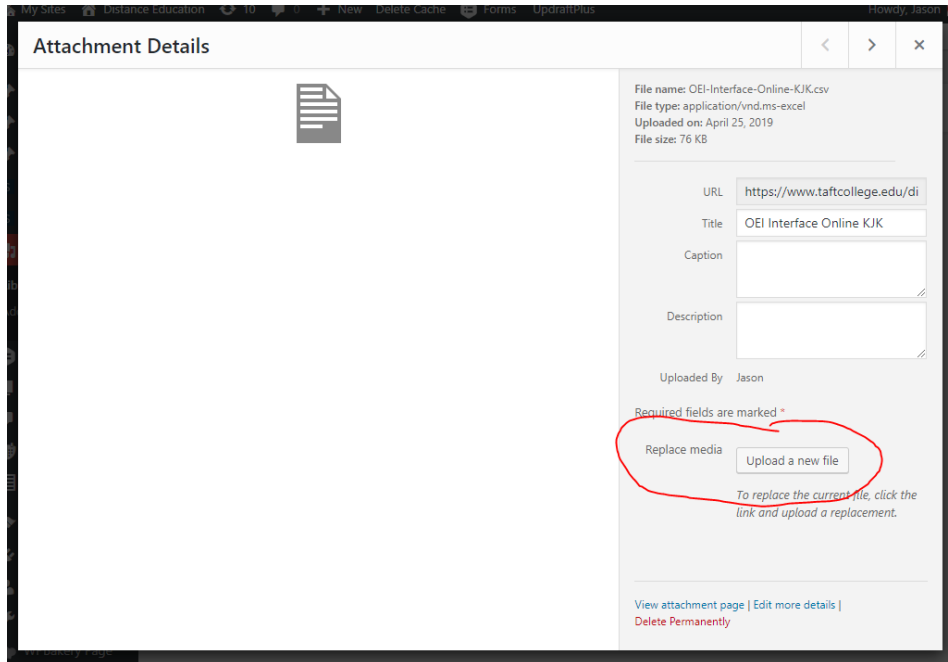 My Sites Distance Education 10 0 New Delete Cache Forms UpdraftPlus Howdy, Jason
Attachment Details
File name: OEI-Interface-Online-KJK.csv
File type: application/vnd.ms-excel
Uploaded on: April 25, 2019
File size: 76 KB
URL https://www.taftcollege.edu/di
Title OEI Interface Online KJK
Caption
Description
Uploaded By Jason
Required fields are marked *
Replace media Upload a new file
To replace the current file, click the
link and upload a replacement.
View attachment page | Edit more details |
Delete Permanently
WPBakery Page